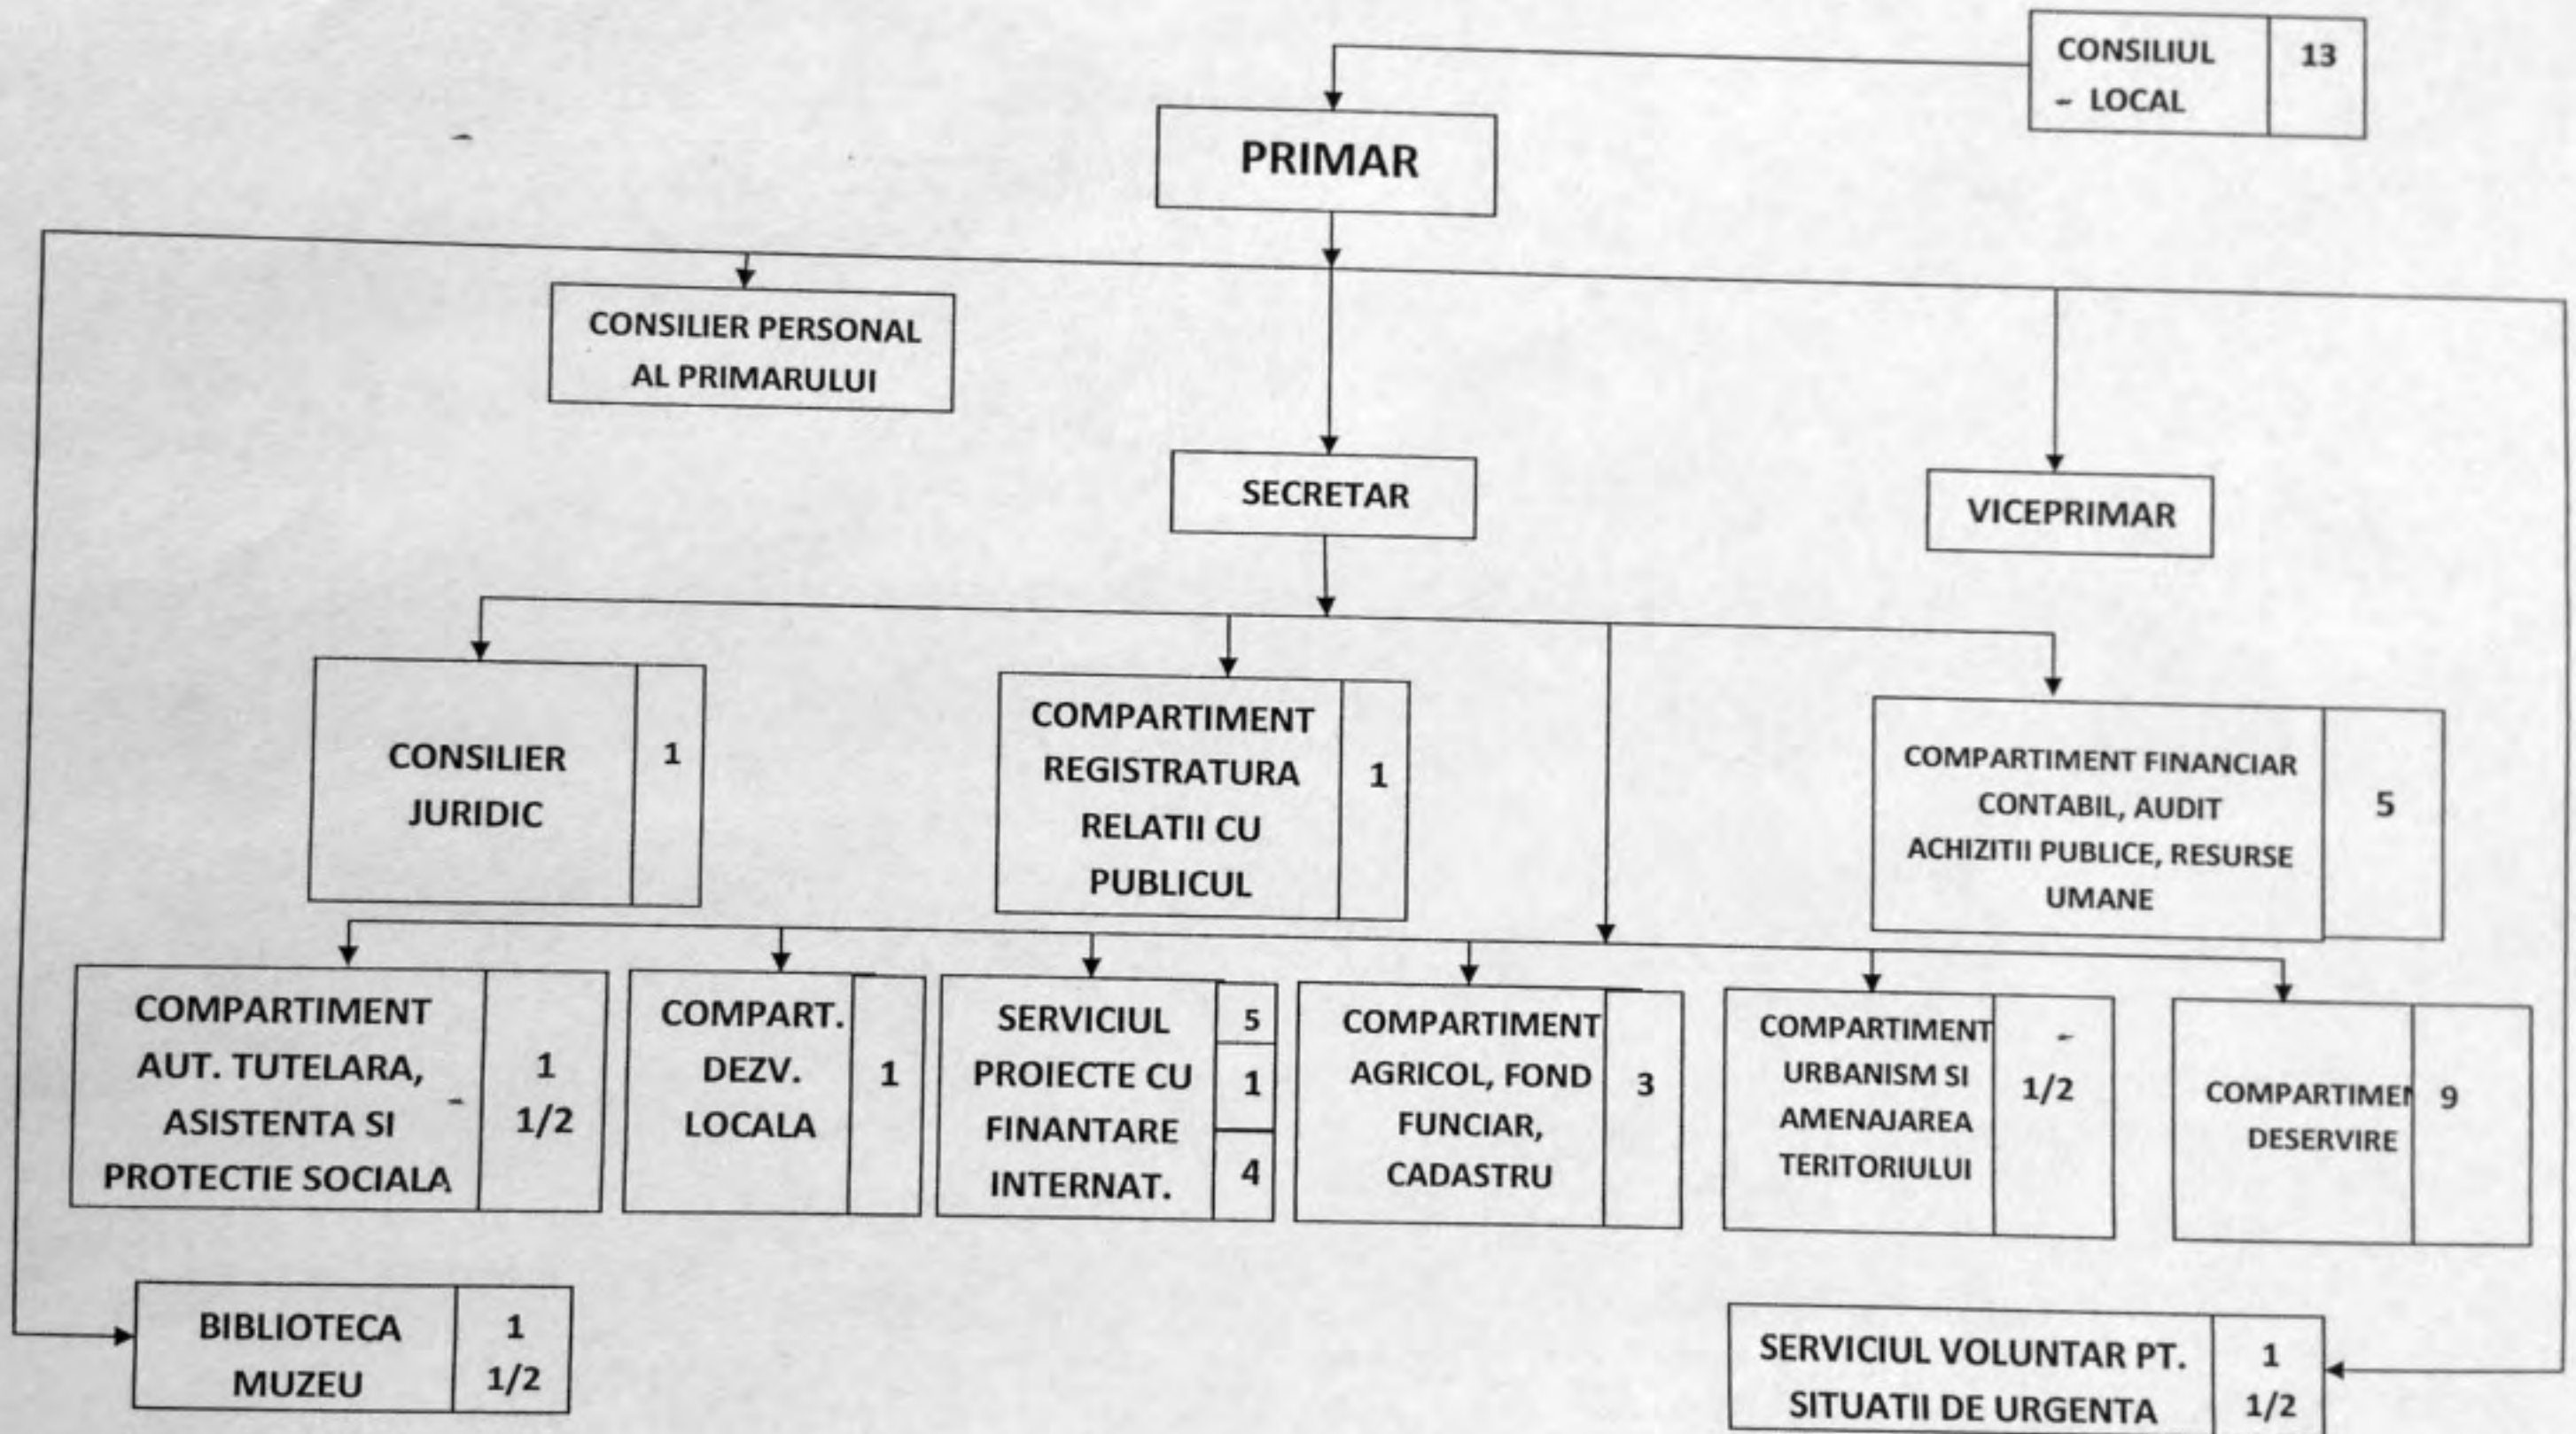 CONSILIUL
- LOCAL
13
PRIMAR
CONSILIER PERSONAL
AL PRIMARULUI
SECRETAR
VICEPRIMAR
CONSILIER
JURIDIC
1
COMPARTIMENT
REGISTRATURA
RELATII CU
PUBLICUL
1
COMPARTIMENT FINANCIAR
CONTABIL, AUDIT
ACHIZITII PUBLICE, RESURSE
UMANE
5
COMPARTIMENT
AUT. TUTELARA,
ASISTENTA SI
PROTECTIE SOCIALA
1
1/2
COMPART.
DEZV.
LOCALA
1
SERVICIUL
PROIECTE CU
FINANTARE
INTERNAT.
5
1
4
COMPARTIMENT
AGRICOL, FOND
FUNCIAR,
CADASTRU
3
COMPARTIMENT
URBANISM SI
AMENAJAREA
TERITORIULUI
1/2
COMPARTIMEN
DESERVIRE
9
BIBLIOTECA
MUZEU
1
1/2
SERVICIUL VOLUNTAR PT.
SITUATII DE URGENTA
1
1/2